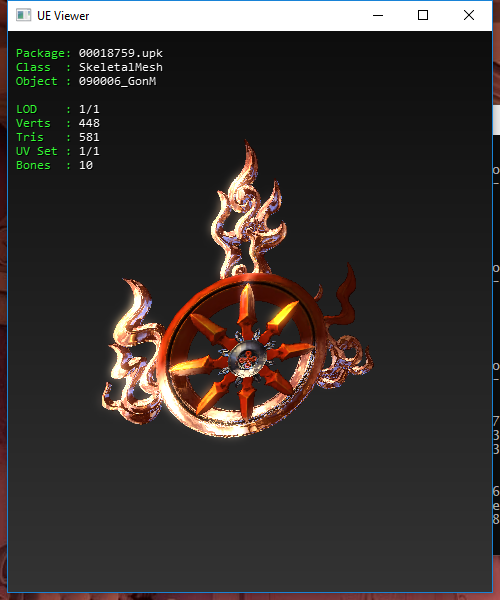 UE Viewer
Package: 00018759.upk
Class : SkeletalMesh
Object : 090006_GonM
LOD : 1/1
Verts : 448
Tris : 581
UV Set : 1/1
Bones : 10